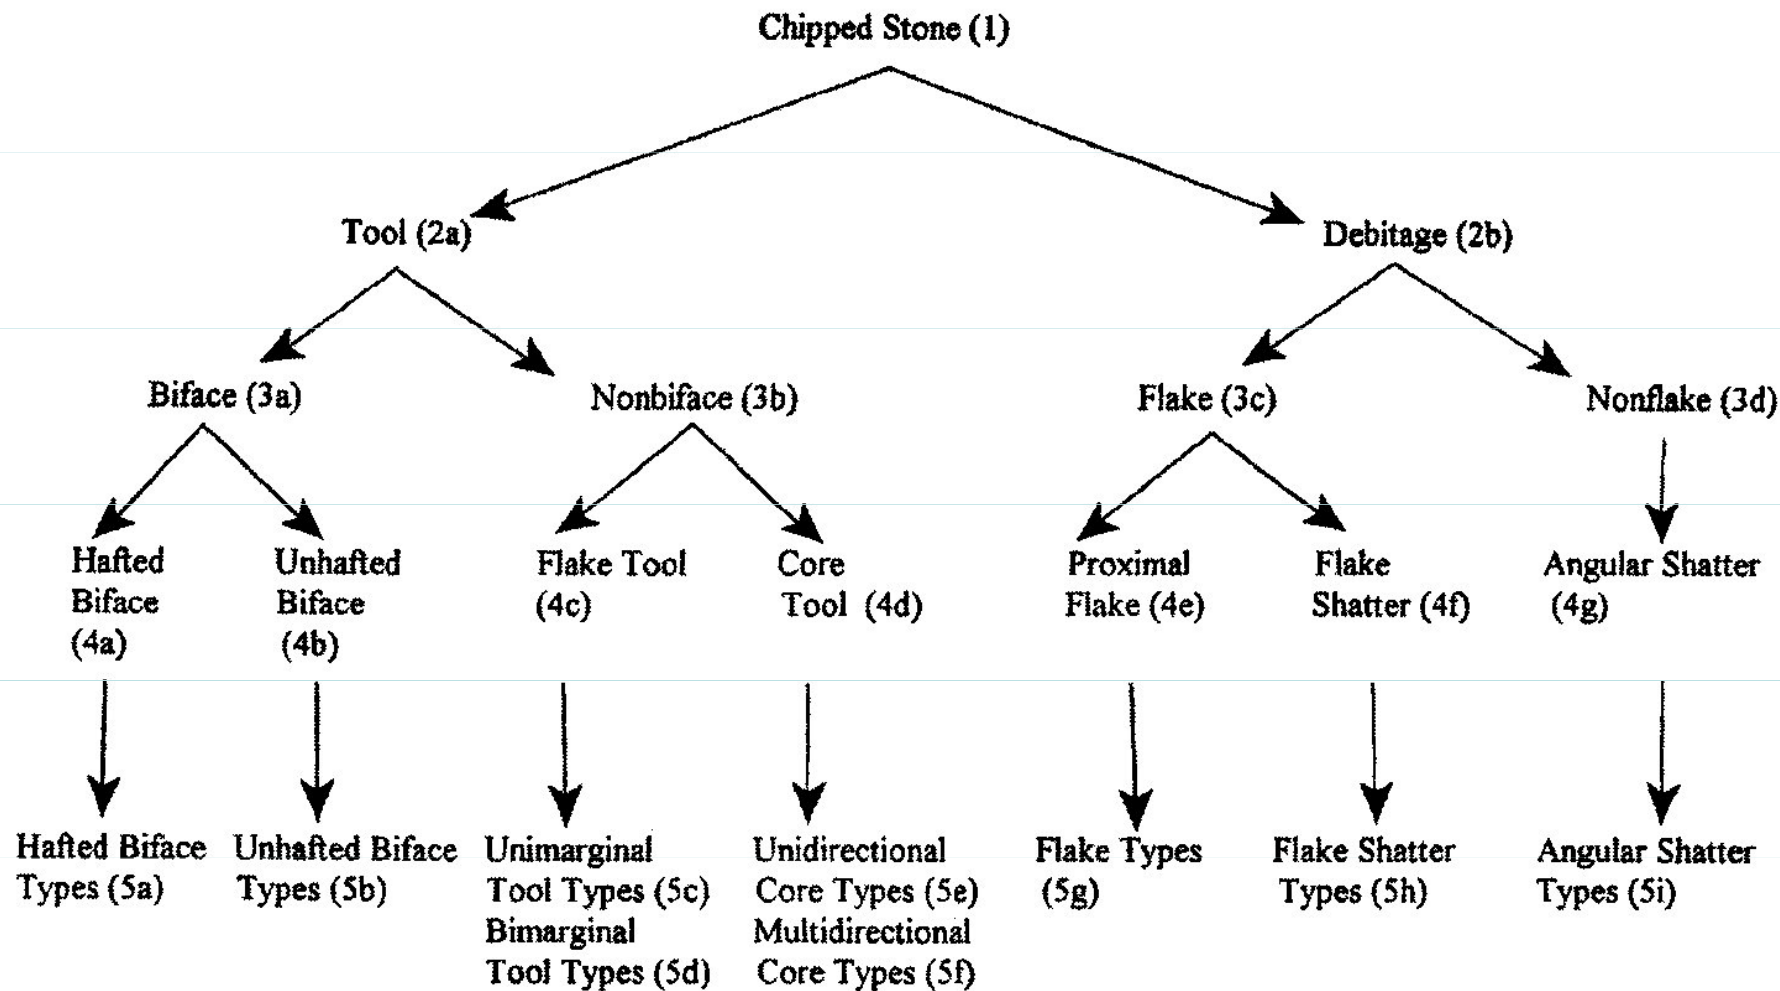 Chipped Stone (1)
Tool (2a)
Debitage (2b)
Biface (3a)
Nonbiface (3b)
Flake (3c)
Nonflake (3d)
Hafted
Biface
(4a)
Unhafted
Biface
(4b)
Flake Tool
(4c)
Core
Tool (4d)
Proximal
Flake (4e)
Flake
Shatter (4f)
Angular Shatter
(4g)
Hafted Biface
Types (5a)
Unhafted Biface
Types (5b)
Unimarginal
Tool Types (5c)
Bimarginal
Tool Types (5d)
Unidirectional
Core Types (5e)
Multidirectional
Core Types (5f)
Flake Types
(5g)
Flake Shatter
Types (5h)
Angular Shatter
Types (5i)